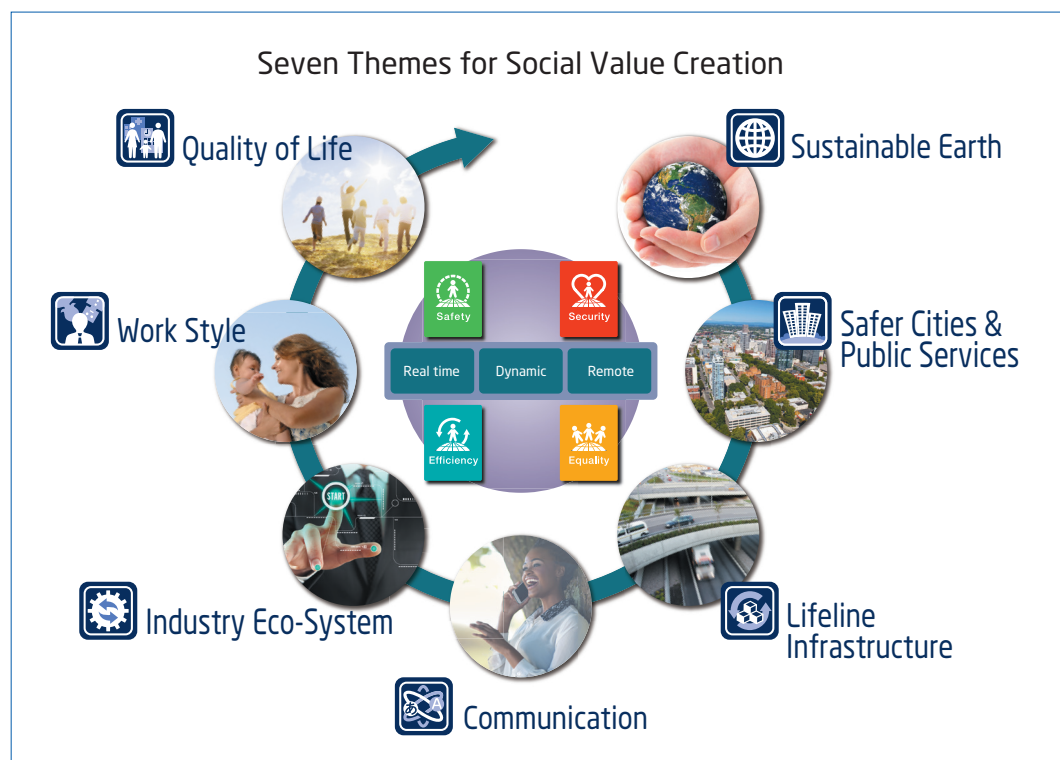 Seven Themes for Social Value Creation
Quality of Life
Sustainable Earth
Safety
Security
Work Style
Safer Cities &
Public Services
Real time
Dynamic
Remote
Efficiency
Equality
START
Industry Eco-System
Lifeline
Infrastructure
あ A
Communication